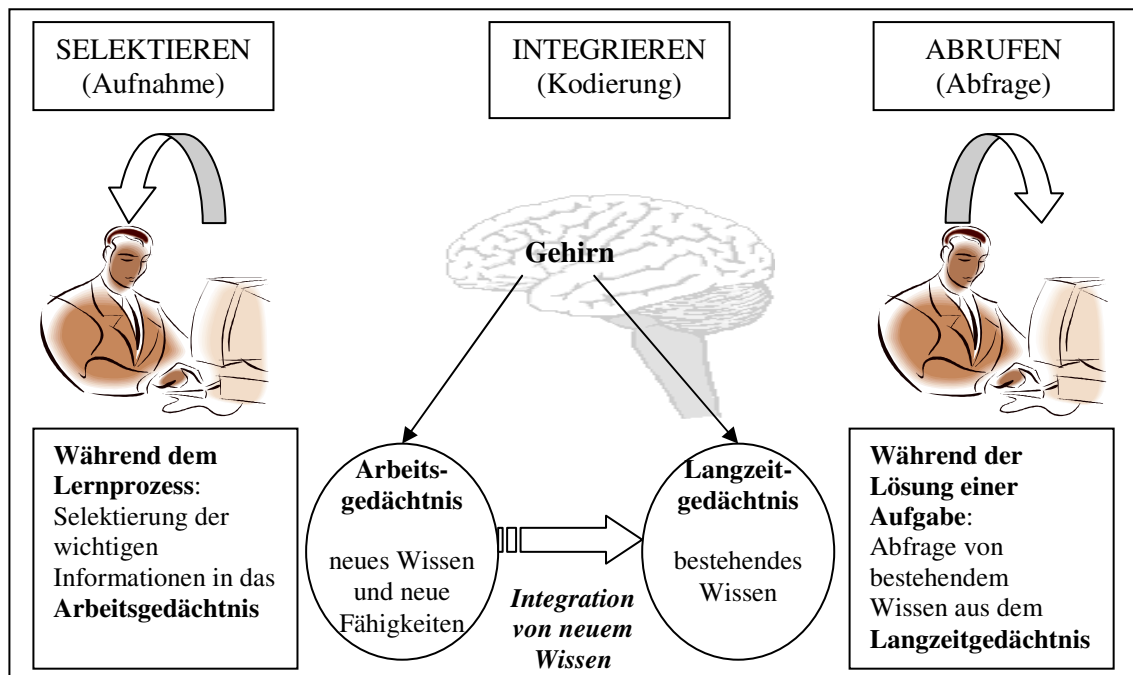 SELEKTIEREN
(Aufnahme)
INTEGRIEREN
(Kodierung)
ABRUFEN
(Abfrage)
Gehirn
Während dem
Lernprozess:
Selektierung der
wichtigen
Informationen in das
Arbeitsgedächtnis
Arbeits-
gedächtnis
neues Wissen
und neue
Fähigkeiten
Integration
von neuem
Wissen
Langzeit-
gedächtnis
bestehendes
Wissen
Während der
Lösung einer
Aufgabe:
Abfrage von
bestehendem
Wissen aus dem
Langzeitgedächtnis